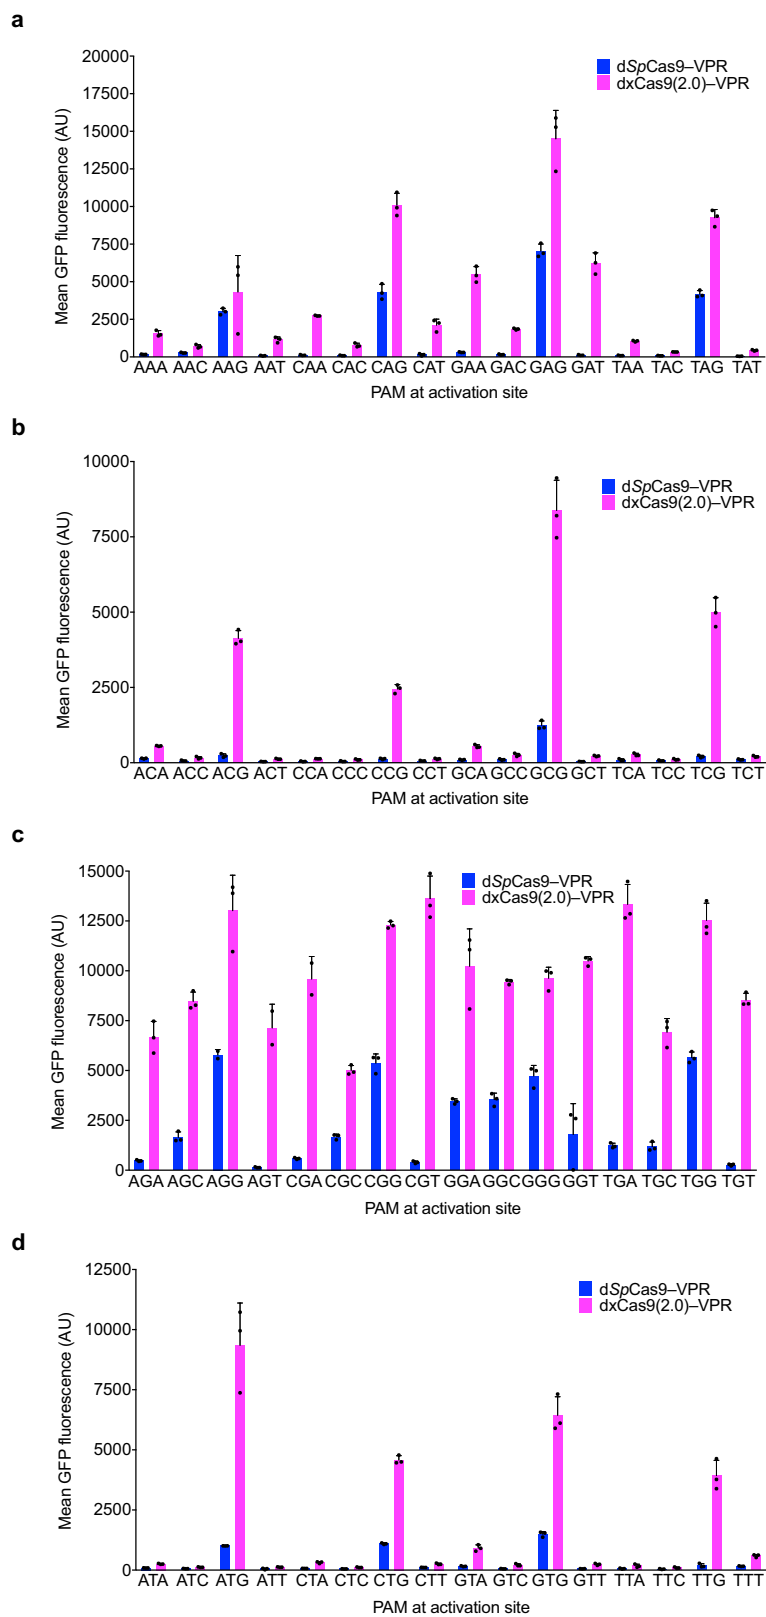 a
20000
17500
15000
12500
10000
7500
5000
2500
0
Mean GFP fluorescence (AU)
dSpCas9–VPR
dxCas9(2.0)–VPR
AAA AAC AAG AAT CAA CAC CAG CAT GAA GAC GAG GAT TAA TAC TAG TAT
PAM at activation site
b
10000
7500
5000
2500
0
Mean GFP fluorescence (AU)
dSpCas9–VPR
dxCas9(2.0)–VPR
ACA ACC ACG ACT CCA CCC CCG CCT GCA GCC GCG GCT TCA TCC TCG TCT
PAM at activation site
c
15000
12500
10000
7500
5000
2500
0
Mean GFP fluorescence (AU)
dSpCas9–VPR
dxCas9(2.0)–VPR
AGA AGC AGG AGT CGA CGC CGG CGT GGA GGC GGG GGT TGA TGC TGG TGT
PAM at activation site
d
12500
10000
7500
5000
2500
0
Mean GFP fluorescence (AU)
dSpCas9–VPR
dxCas9(2.0)–VPR
ATA ATC ATG ATT CTA CTC CTG CTT GTA GTC GTG GTT TTA TTC TTG TTT
PAM at activation site